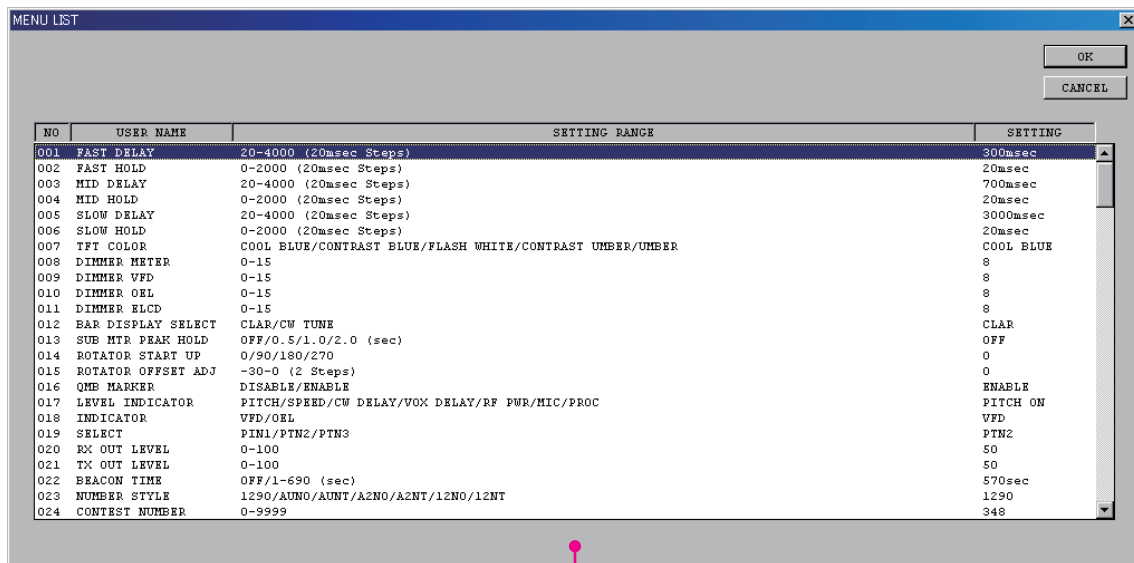 MENU LIST
OK
CANCEL
NO USER NAME SETTING RANGE SETTING
001 FAST DELAY 20-4000 (20msec Steps) 300msec
002 FAST HOLD 0-2000 (20msec Steps) 20msec
003 MID DELAY 20-4000 (20msec Steps) 700msec
004 MID HOLD 0-2000 (20msec Steps) 20msec
005 SLOW DELAY 20-4000 (20msec Steps) 3000msec
006 SLOW HOLD 0-2000 (20msec Steps) 20msec
007 TFT COLOR COOL BLUE/CONTRAST BLUE/FLASH WHITE/CONTRAST UMBER/UMBER COOL BLUE
008 DIMMER METER 0-15 8
009 DIMMER VFD 0-15 8
010 DIMMER OEL 0-15 8
011 DIMMER ELCD 0-15 8
012 BAR DISPLAY SELECT CLAR/CW TUNE CLAR
013 SUB MTR PEAK HOLD OFF/0.5/1.0/2.0 (sec) OFF
014 ROTATOR START UP 0/90/180/270 0
015 ROTATOR OFFSET ADJ -30-0 (2 Steps) 0
016 QMB MARKER DISABLE/ENABLE ENABLE
017 LEVEL INDICATOR PITCH/SPEED/CW DELAY/VOX DELAY/RF PWR/MIC/PROC PITCH ON
018 INDICATOR VFD/OEL VFD
019 SELECT PIN1/PTN2/PTN3 PTN2
020 RX OUT LEVEL 0-100 50
021 TX OUT LEVEL 0-100 50
022 BEACON TIME OFF/1-690 (sec) 570sec
023 NUMBER STYLE 1290/AUNO/AUNT/A2NO/A2NT/12NO/12NT 1290
024 CONTEST NUMBER 0-9999 348